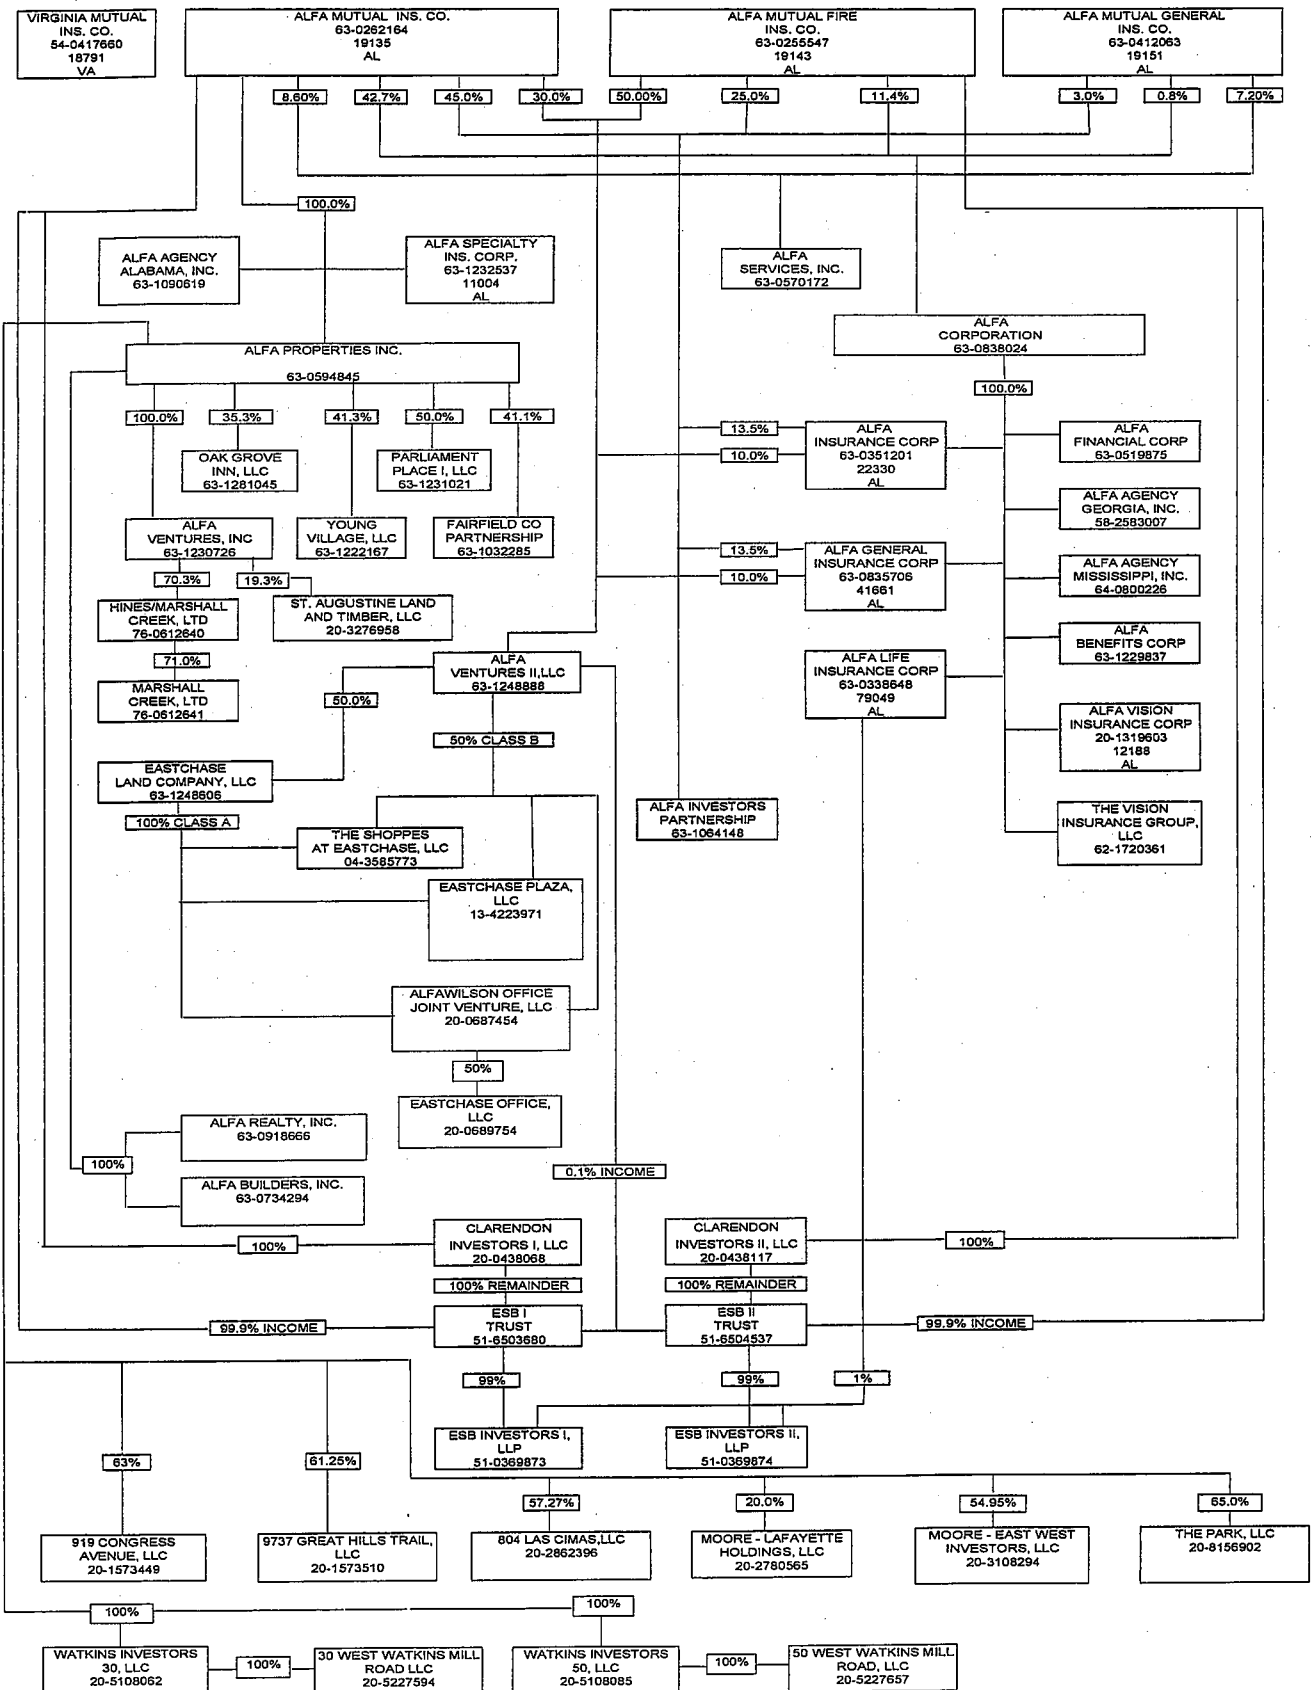 VIRGINIA MUTUAL
INS. CO.
54-0417660
18791
VA
ALFA MUTUAL INS. CO.
63-0262164
19135
AL
ALFA MUTUAL FIRE
INS. CO.
63-0255547
19143
AL
ALFA MUTUAL GENERAL
INS. CO.
63-0412063
19151
AL
8.60%
42.7%
45.0%
30.0%
50.00%
25.0%
11.4%
3.0%
0.8%
7.20%
100.0%
ALFA AGENCY
ALABAMA, INC.
63-1090619
ALFA SPECIALTY
INS. CORP.
63-1232537
11004
AL
ALFA
SERVICES, INC.
63-0570172
ALFA
CORPORATION
63-0838024
ALFA PROPERTIES INC.
63-0594845
100.0%
100.0%
35.3%
41.3%
50.0%
41.1%
OAK GROVE
INN, LLC
63-1281045
PARLIAMENT
PLACE I, LLC
63-1231021
ALFA
VENTURES, INC
63-1230726
YOUNG
VILLAGE, LLC
63-1222167
FAIRFIELD CO
PARTNERSHIP
63-1032285
13.5%
10.0%
ALFA
INSURANCE CORP
63-0351201
22330
AL
ALFA
FINANCIAL CORP
63-0519875
ALFA AGENCY
GEORGIA, INC.
58-2583007
13.5%
10.0%
ALFA GENERAL
INSURANCE CORP
63-0835706
41661
AL
ALFA AGENCY
MISSISSIPPI, INC.
64-0800226
70.3%
19.3%
HINES/MARSHALL
CREEK, LTD
76-0612640
ST. AUGUSTINE LAND
AND TIMBER, LLC
20-3276958
71.0%
MARSHALL
CREEK, LTD
76-0612641
ALFA
VENTURES II,LLC
63-1248888
ALFA LIFE
INSURANCE CORP
63-0338648
79049
AL
ALFA
BENEFITS CORP
63-1229837
50.0%
50% CLASS B
ALFA VISION
INSURANCE CORP
20-1319603
12188
AL
EASTCHASE
LAND COMPANY, LLC
63-1248606
100% CLASS A
THE SHOPPES
AT EASTCHASE, LLC
04-3585773
ALFA INVESTORS
PARTNERSHIP
63-1064148
THE VISION
INSURANCE GROUP,
LLC
62-1720361
EASTCHASE PLAZA,
LLC
13-4223971
ALFAWILSON OFFICE
JOINT VENTURE, LLC
20-0687454
50%
EASTCHASE OFFICE,
LLC
20-0689754
ALFA REALTY, INC.
63-0918666
100%
ALFA BUILDERS, INC.
63-0734294
0.1% INCOME
100%
CLARENDON
INVESTORS I, LLC
20-0438068
CLARENDON
INVESTORS II, LLC
20-0438117
100%
100% REMAINDER
100% REMAINDER
99.9% INCOME
ESB I
TRUST
51-6503680
ESB II
TRUST
51-6504537
99.9% INCOME
99%
99%
1%
ESB INVESTORS I,
LLP
51-0369873
ESB INVESTORS II,
LLP
51-0369874
63%
61.25%
57.27%
20.0%
54.95%
65.0%
919 CONGRESS
AVENUE, LLC
20-1573449
9737 GREAT HILLS TRAIL,
LLC
20-1573510
804 LAS CIMAS,LLC
20-2862396
MOORE - LAFAYETTE
HOLDINGS, LLC
20-2780565
MOORE - EAST WEST
INVESTORS, LLC
20-3108294
THE PARK, LLC
20-8156902
100%
100%
WATKINS INVESTORS
30, LLC
20-5108062
100%
30 WEST WATKINS MILL
ROAD LLC
20-5227594
WATKINS INVESTORS
50, LLC
20-5108085
100%
50 WEST WATKINS MILL
ROAD, LLC
20-5227657